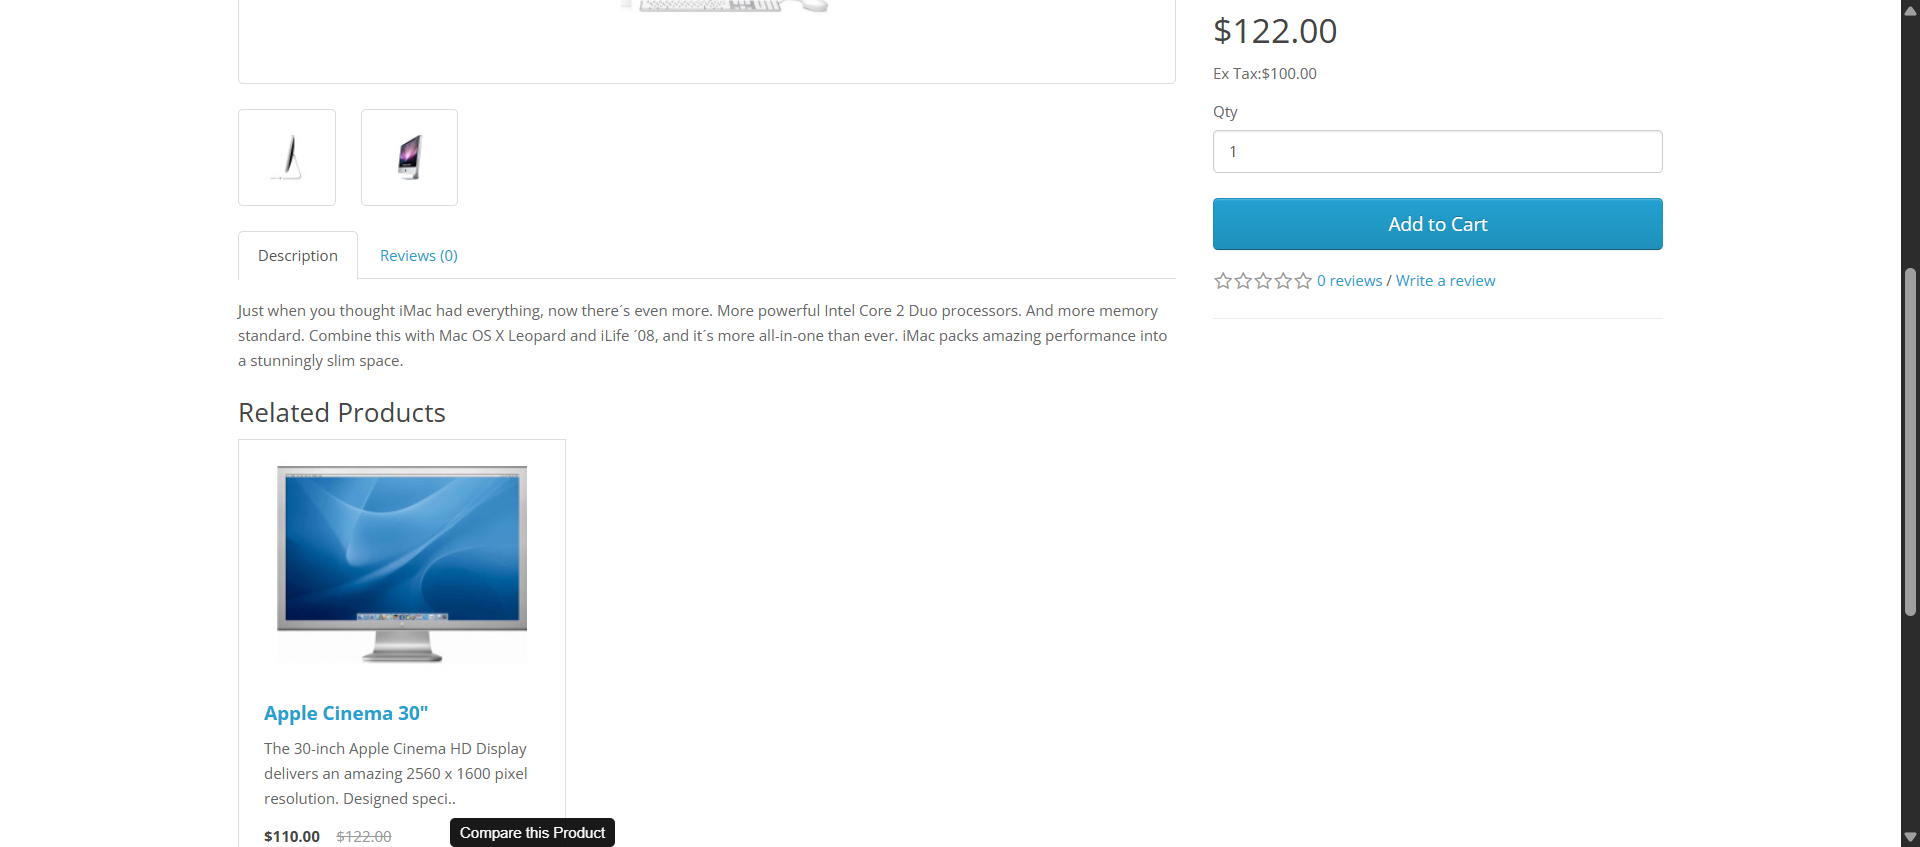 $122.00
Ex Tax:$100.00
Qty
1
Add to Cart
0 reviews / Write a review
Description
Reviews (0)
Just when you thought iMac had everything, now there´s even more. More powerful Intel Core 2 Duo processors. And more memory
standard. Combine this with Mac OS X Leopard and iLife ´08, and it´s more all-in-one than ever. iMac packs amazing performance into
a stunningly slim space.
Related Products
Apple Cinema 30"
The 30-inch Apple Cinema HD Display
delivers an amazing 2560 x 1600 pixel
resolution. Designed speci..
$110.00 $122.00
Compare this Product